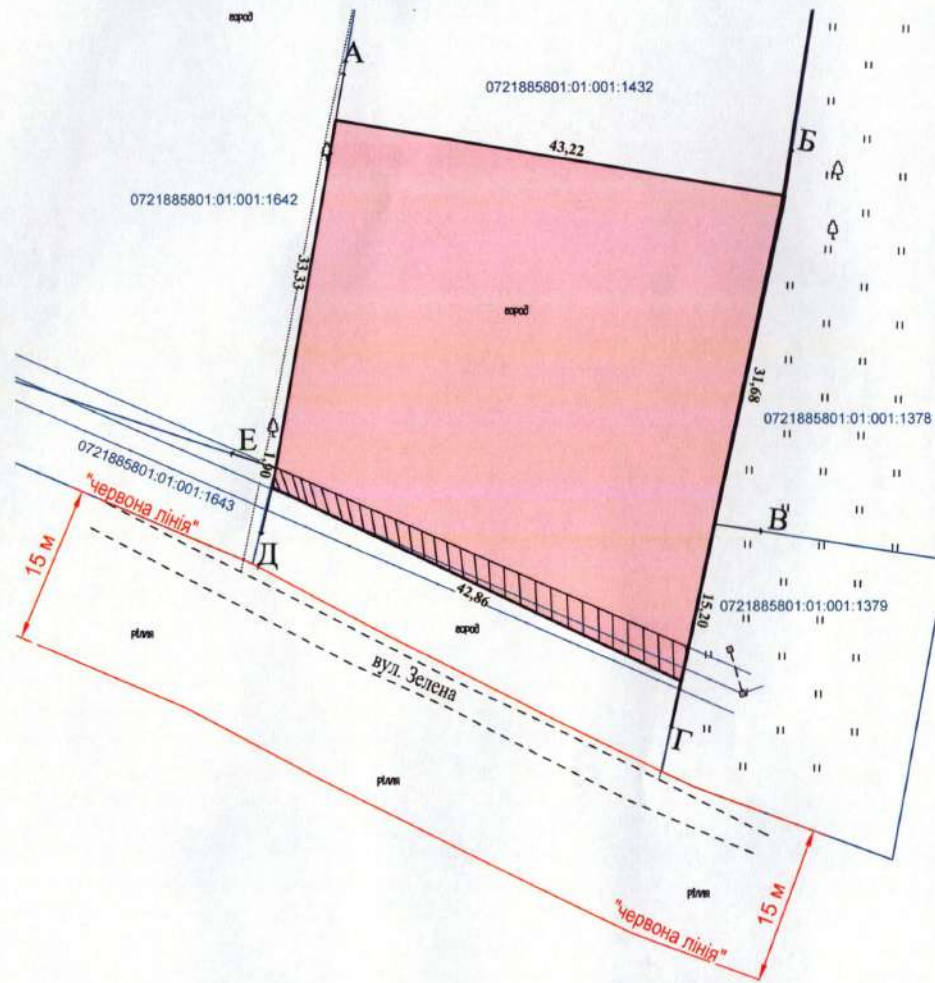 город
А
0721885801:01:001:1432
43,22
Б
0721885801:01:001:1642
33,33
город
31,68
0721885801:01:001:1378
Е
1,90
0721885801:01:001:1643
"червона лінія"
В
Д
42,86
15,20
0721885801:01:001:1379
15 м
рілля
город
вул. Зелена
Г
рілля
рілля
15 м
"червона лінія"